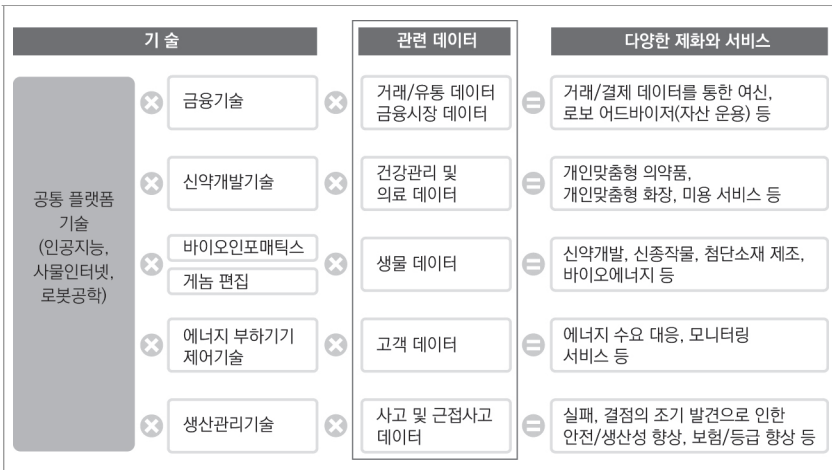 기 술
관련 데이터
다양한 제화와 서비스
공통 플랫폼
기술
(인공지능,
사물인터넷,
로봇공학)
금융기술
거래/유통 데이터
금융시장 데이터
거래/결제 데이터를 통한 여신,
로보 어드바이저(자산 운용) 등
신약개발기술
건강관리 및
의료 데이터
개인맞춤형 의약품,
개인맞춤형 화장, 미용 서비스 등
바이오인포매틱스
게놈 편집
생물 데이터
신약개발, 신종작물, 첨단소재 제조,
바이오에너지 등
에너지 부하기기
제어기술
고객 데이터
에너지 수요 대응, 모니터링
서비스 등
생산관리기술
사고 및 근접사고
데이터
실패, 결점의 조기 발견으로 인한
안전/생산성 향상, 보험/등급 향상 등